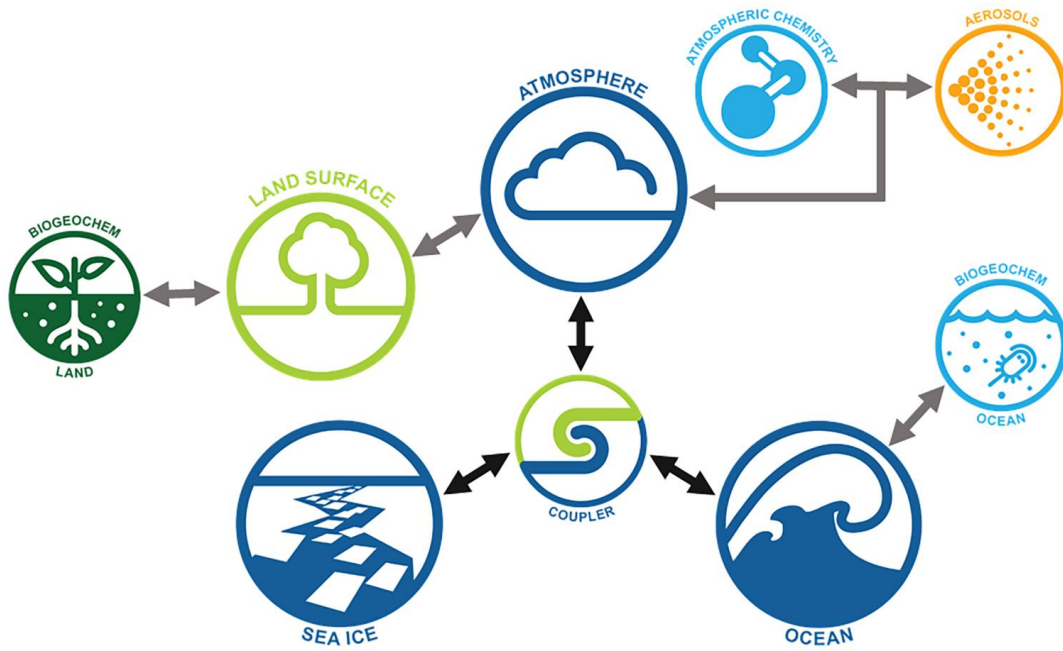 ATMOSPHERIC CHEMISTRY
AEROSOLS
ATMOSPHERE
LAND SURFACE
BIOGEOCHEM
LAND
BIOGEOCHEM
OCEAN
COUPLER
SEA ICE
OCEAN